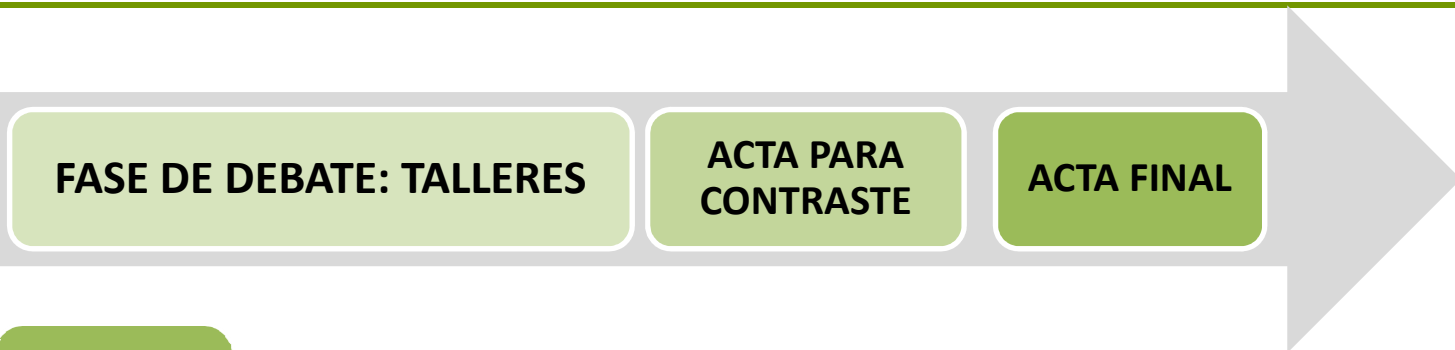 FASE DE DEBATE: TALLERES
ACTA PARA
CONTRASTE
ACTA FINAL